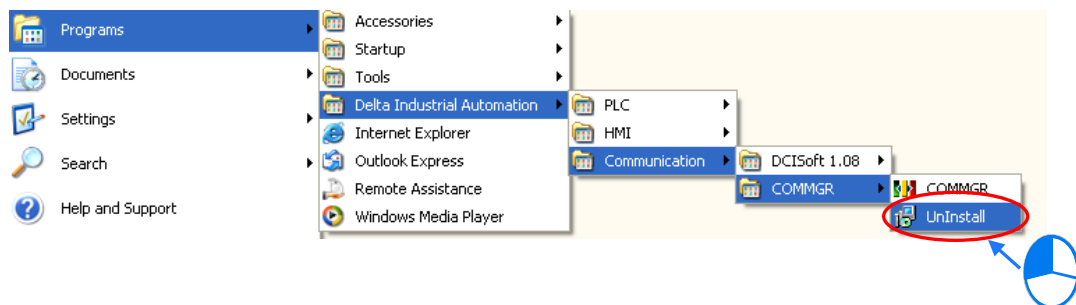 Programs
Documents
Settings
Search
Help and Support
Accessories
Startup
Tools
Delta Industrial Automation
Internet Explorer
Outlook Express
Remote Assistance
Windows Media Player
PLC
HMI
Communication
DCISoft 1.08
COMMGR
COMMGR
UnInstall